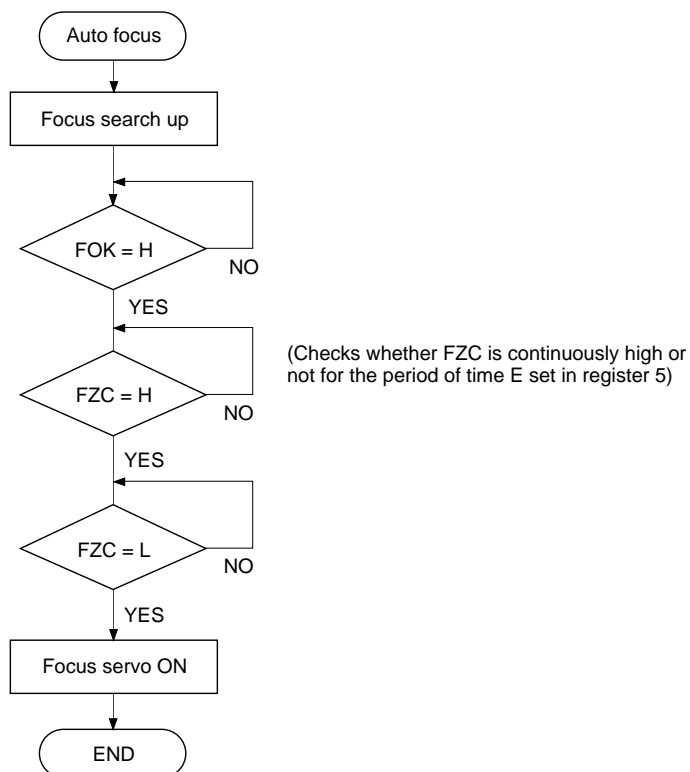 Auto focus
Focus search up
FOK = H
NO
YES
(Checks whether FZC is continuously high or
not for the period of time E set in register 5)
FZC = H
NO
YES
FZC = L
NO
YES
Focus servo ON
END